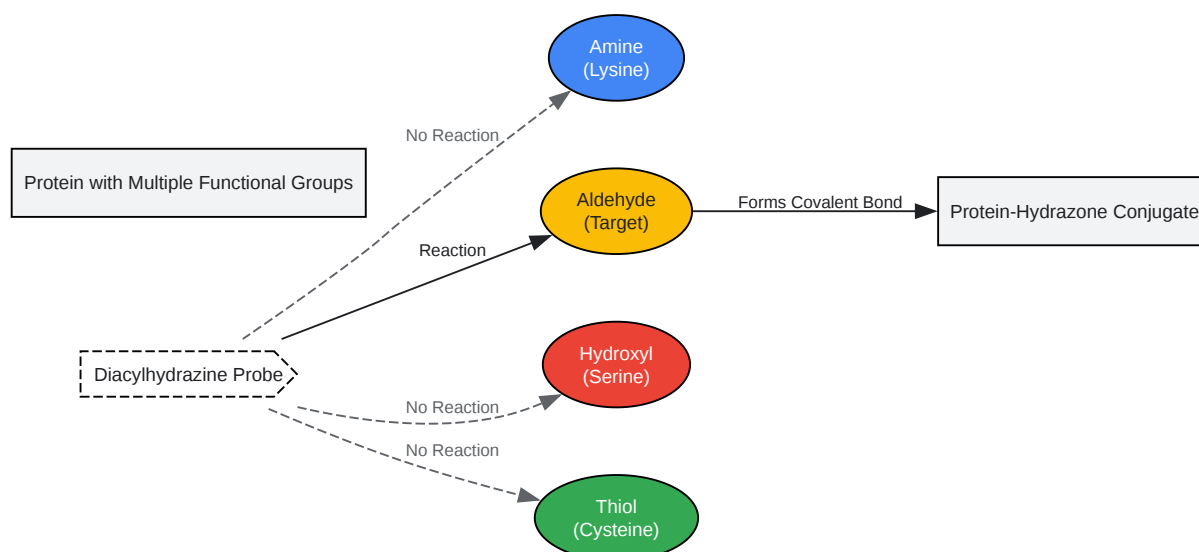 Amine
(Lysine)
No Reaction
Protein with Multiple Functional Groups
Aldehyde
(Target)
Forms Covalent Bond
Protein-Hydrazone Conjugate
Reaction
Hydroxyl
(Serine)
Diacylhydrazine Probe
No Reaction
No Reaction
Thiol
(Cysteine)